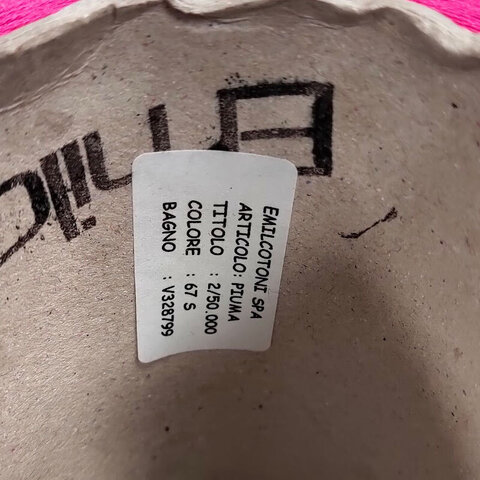 EMILCOTONI SPA
ARTICOLO: PIUMA
TITOLO : 2/50.000
COLORE : 67 S
BAGNO : V328799